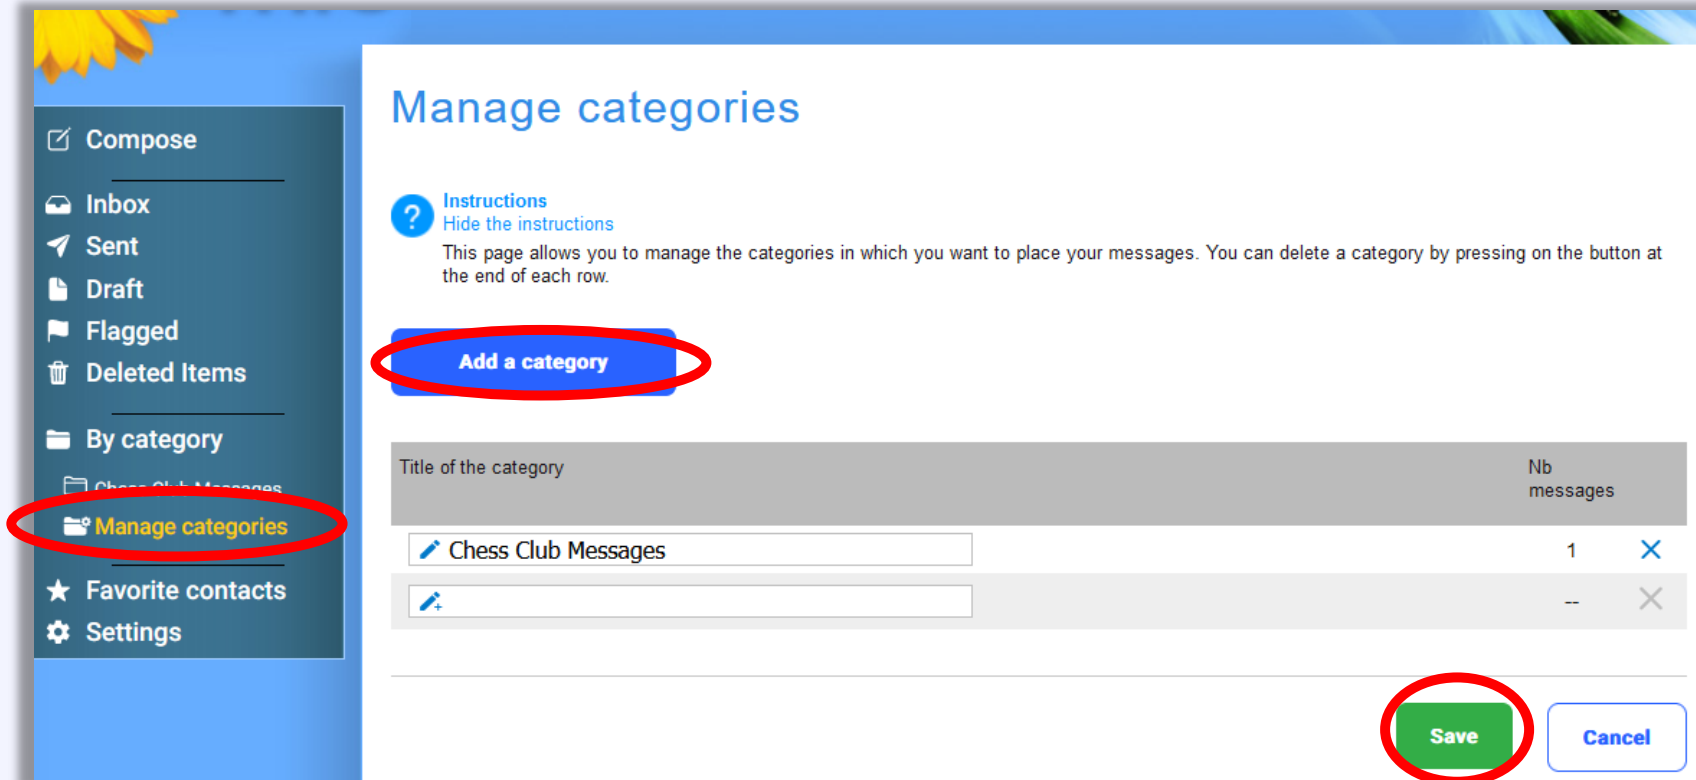 Manage categories
Compose
Inbox
Sent
Draft
Flagged
Deleted Items
By category
Chess Club Messages
Manage categories
Favorite contacts
Settings
?
Instructions
Hide the instructions
This page allows you to manage the categories in which you want to place your messages. You can delete a category by pressing on the button at
the end of each row.
Add a category
Title of the category
Nb
messages
Chess Club Messages
1
--
Save
Cancel